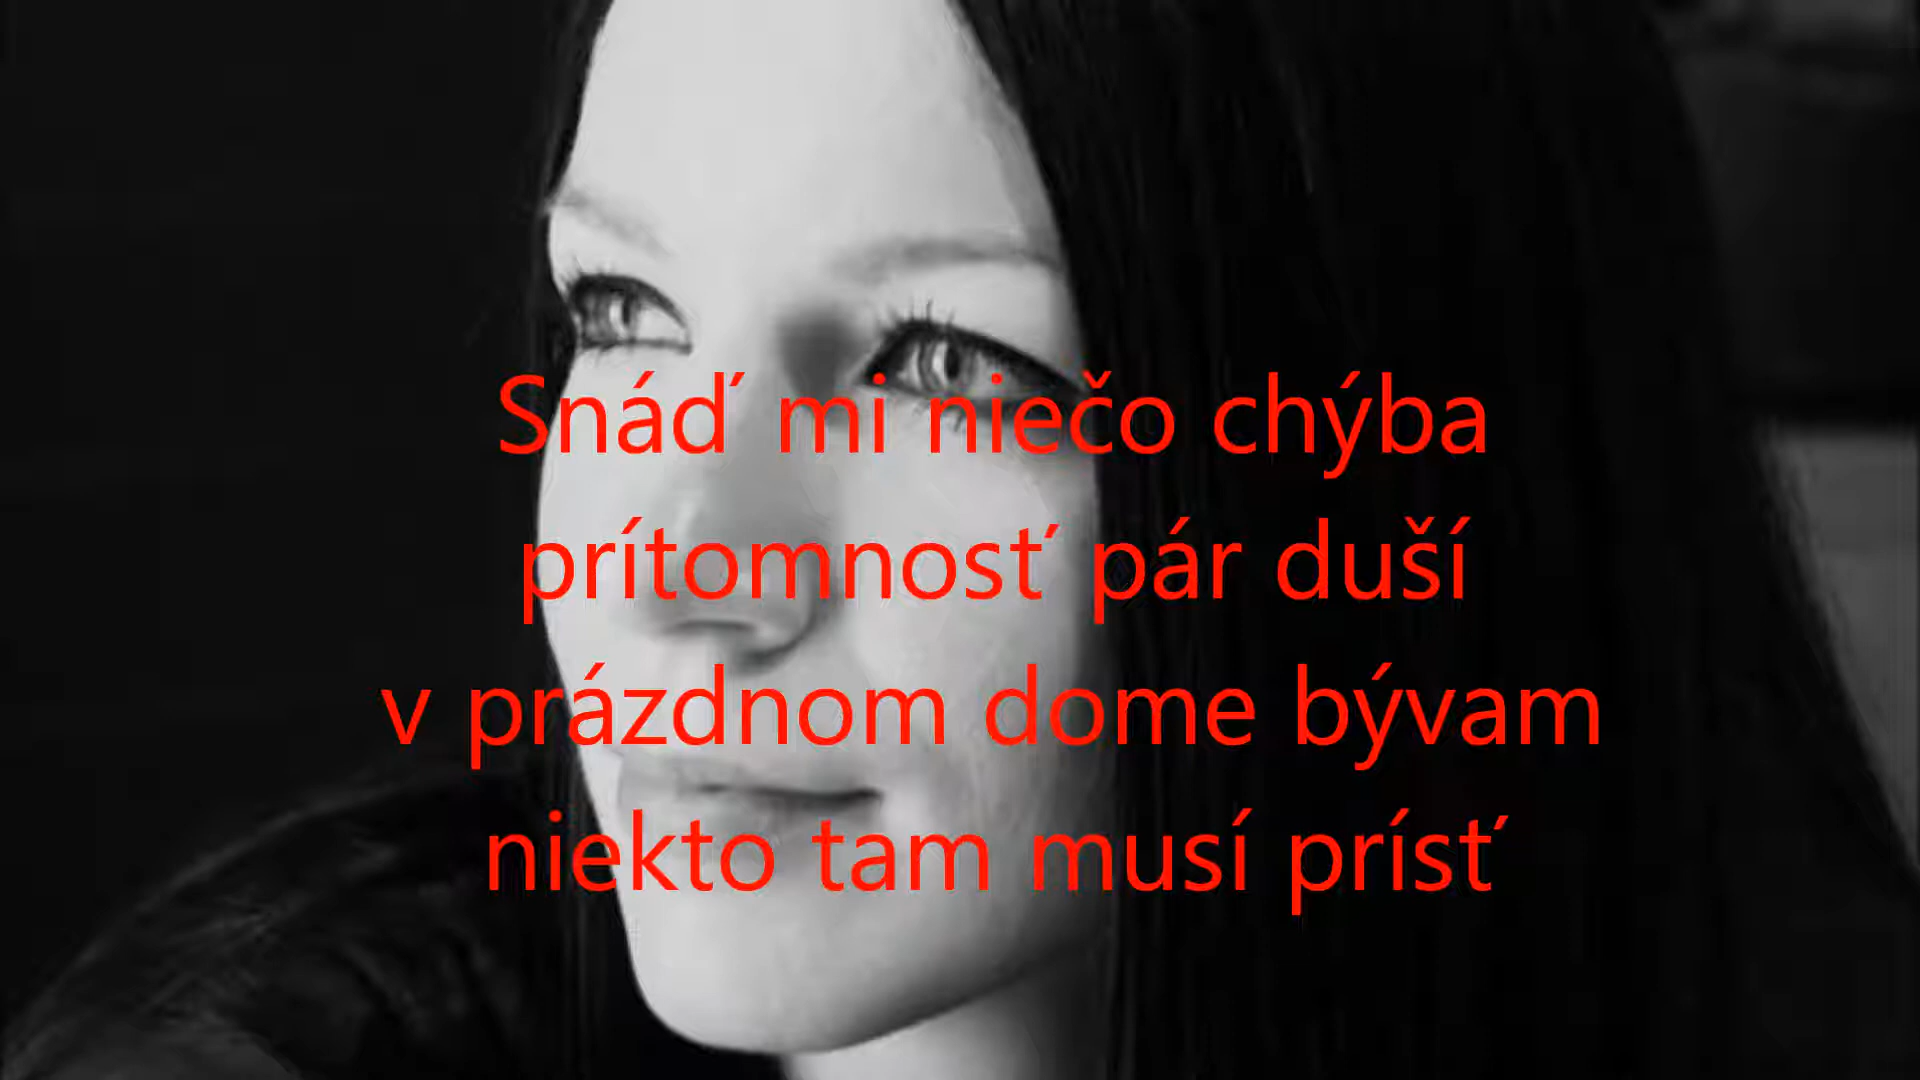 Snáď mi niečo chýba
prítomnosť pár duší
v prázdnom dome bývam
niekto tam musí prísť